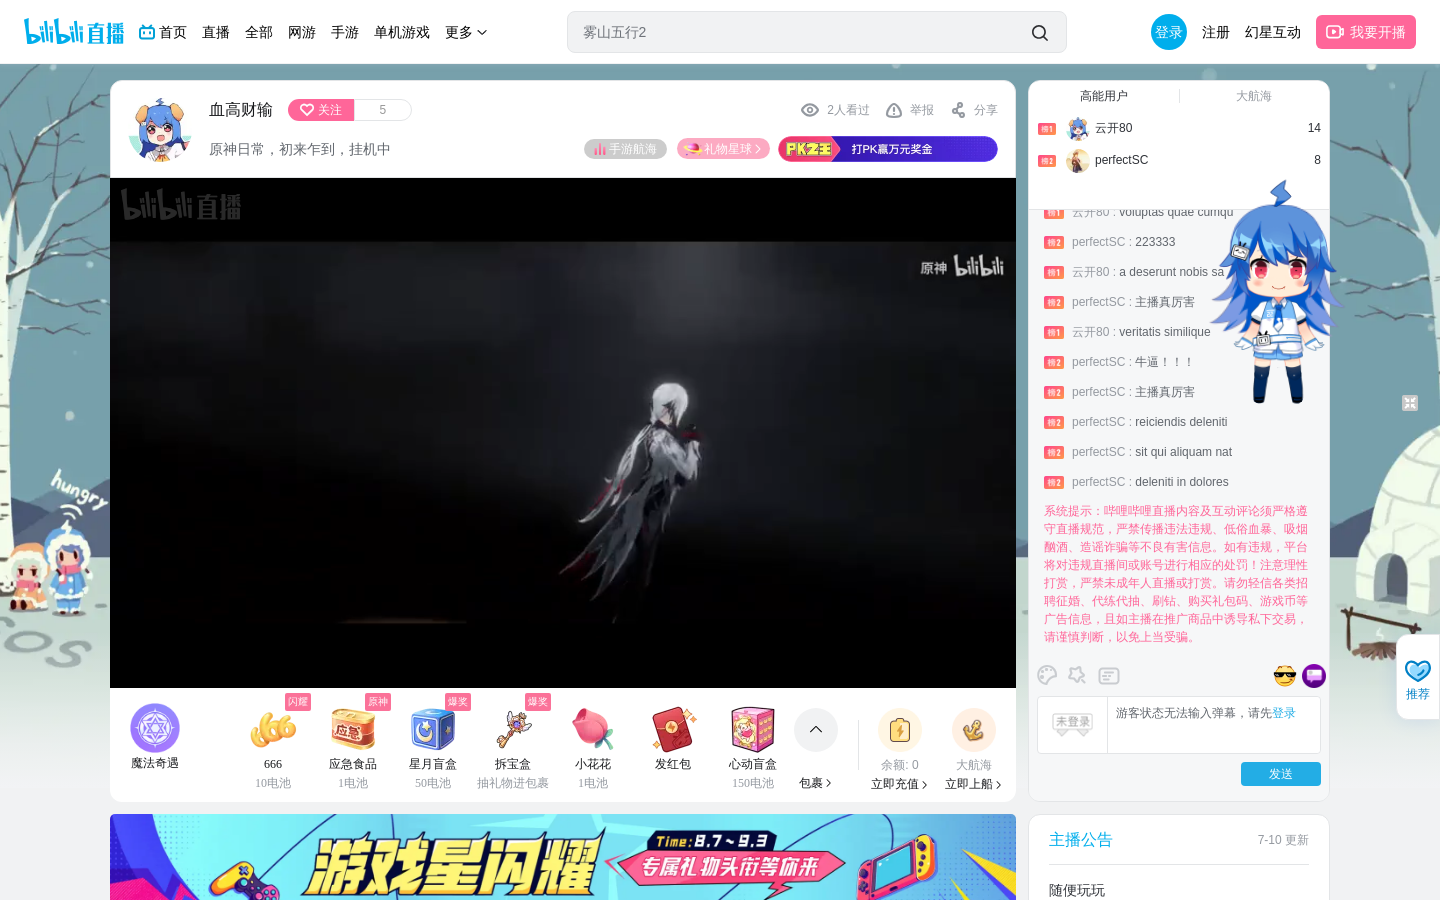 bilibili 直播
首页
直播
全部
网游
手游
单机游戏
更多
雾山五行2
登录
注册
幻星互动
我要开播
血高财输
关注
5
2人看过
举报
分享
原神日常，初来乍到，挂机中
手游航海
礼物星球
打PK赢万元奖金
高能用户
大航海
榜1
云开80
14
榜2
perfectSC
8
bilibili 直播
原神 bilibili
榜1 云开80 : voluptas quae cumqu
榜2 perfectSC : 223333
榜1 云开80 : a deserunt nobis sa
榜2 perfectSC : 主播真厉害
榜1 云开80 : veritatis similique
榜2 perfectSC : 牛逼！！！
榜2 perfectSC : 主播真厉害
榜2 perfectSC : reiciendis deleniti
榜2 perfectSC : sit qui aliquam nat
榜2 perfectSC : deleniti in dolores
系统提示：哔哩哔哩直播内容及互动评论须严格遵
守直播规范，严禁传播违法违规、低俗血暴、吸烟
酗酒、造谣诈骗等不良有害信息。如有违规，平台
将对违规直播间或账号进行相应的处罚！注意理性
打赏，严禁未成年人直播或打赏。请勿轻信各类招
聘征婚、代练代抽、刷钻、购买礼包码、游戏币等
广告信息，且如主播在推广商品中诱导私下交易，
请谨慎判断，以免上当受骗。
hungry
推荐
未登录
游客状态无法输入弹幕，请先登录
发送
魔法奇遇
闪耀
666
10电池
原神
应急
应急食品
1电池
爆奖
星月盲盒
50电池
爆奖
拆宝盒
抽礼物进包裹
小花花
1电池
发红包
心动盲盒
150电池
包裹
余额: 0
立即充值
大航海
立即上船
游戏星闪耀
Time:8.7~9.3
专属礼物头衔等你来
主播公告
7-10 更新
随便玩玩